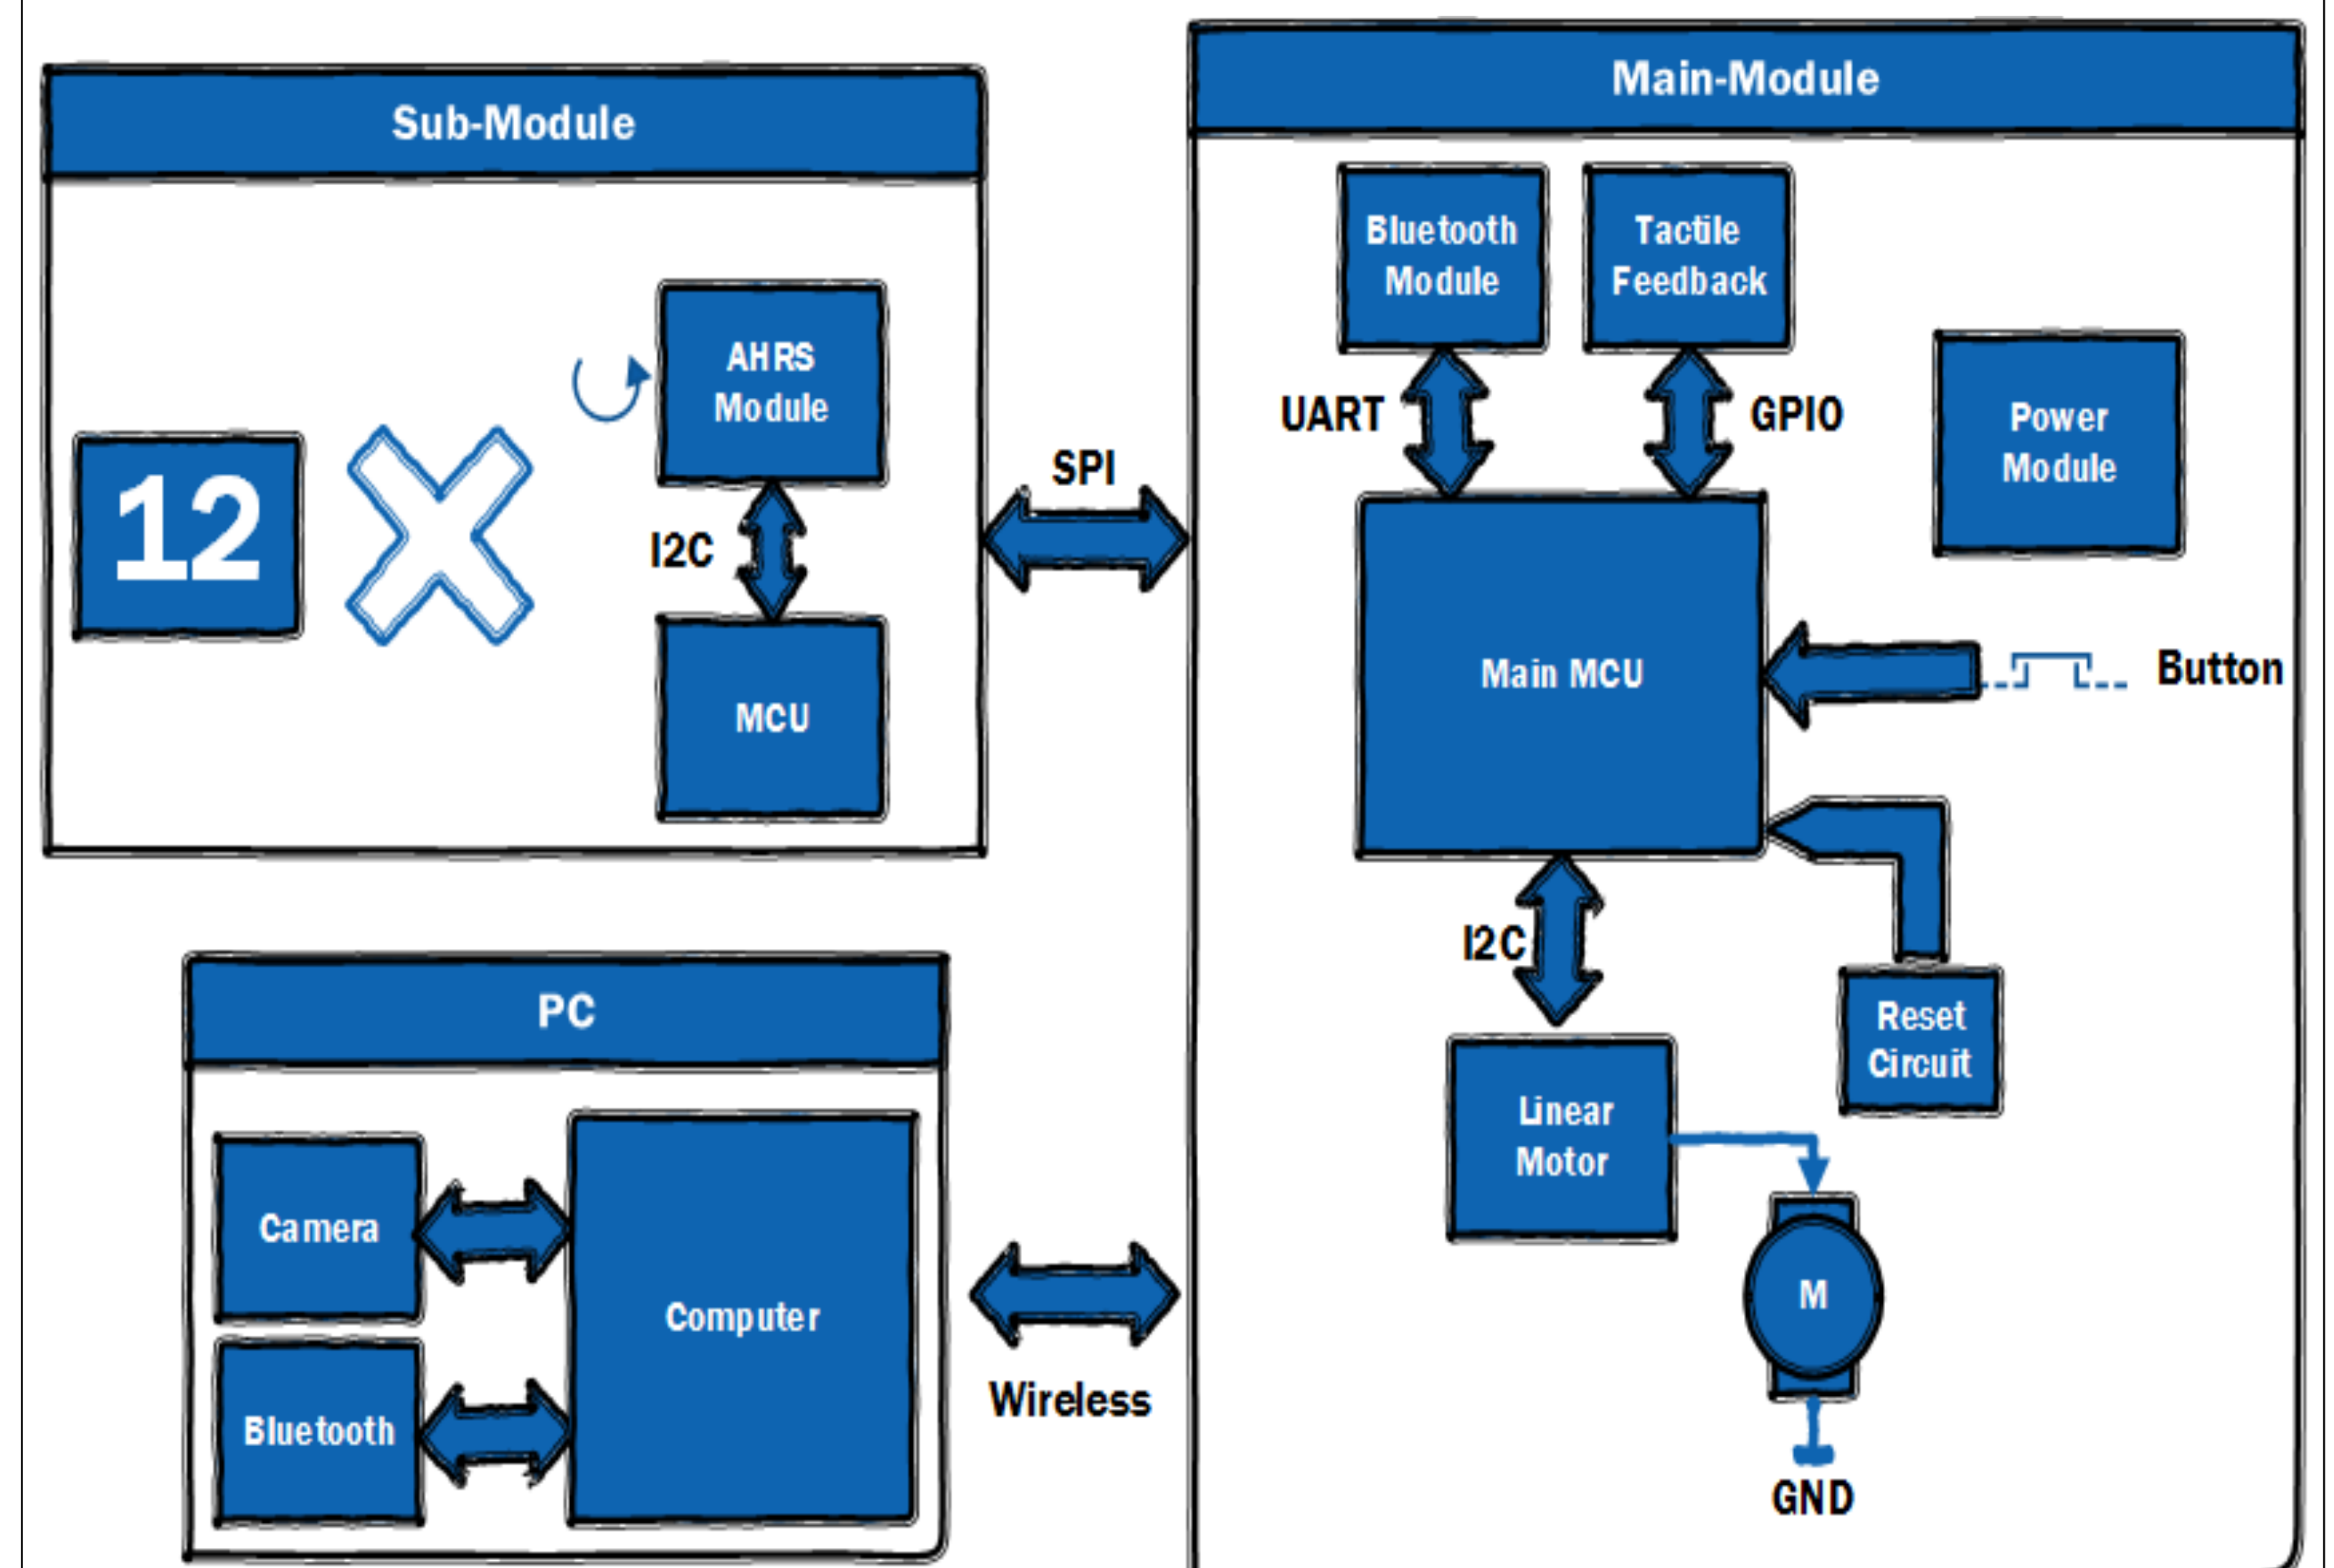 Sub-Module
12
AHRS
Module
I2C
MCU
SPI
Main-Module
Bluetooth
Module
Tactile
Feedback
UART
GPIO
Power
Module
Main MCU
Button
I2C
Reset
Circuit
Linear
Motor
M
GND
PC
Camera
Computer
Bluetooth
Wireless